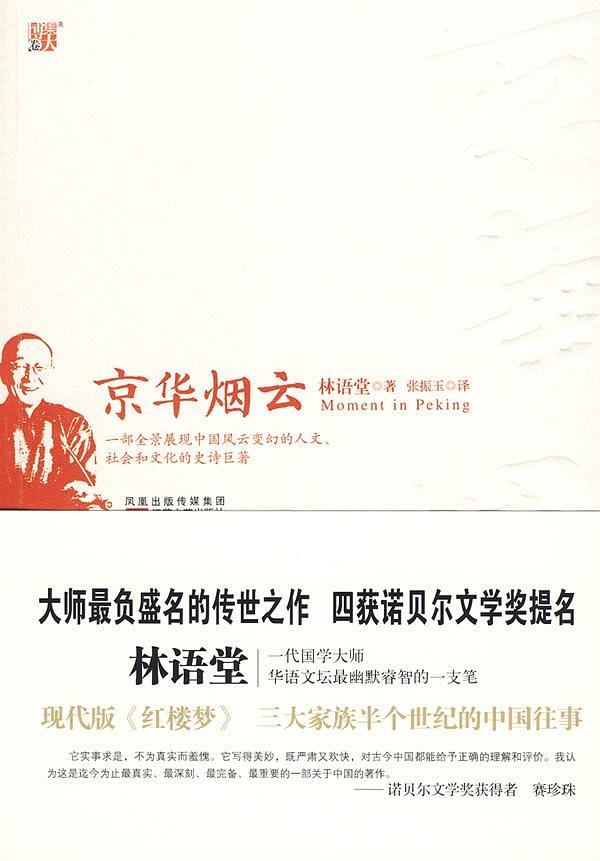 集大
博卷
®
京华烟云
林语堂◎著 张振玉◎译
Moment in Peking
一部全景展现中国风云变幻的人文、
社会和文化的史诗巨著
凤凰出版传媒集团
大师最负盛名的传世之作 四获诺贝尔文学奖提名
林语堂
一代国学大师
华语文坛最幽默睿智的一支笔
现代版《红楼梦》 三大家族半个世纪的中国往事
它实事求是，不为真实而羞愧。它写得美妙，既严肃又欢快，对古今中国都能给予正确的理解和评价。我认
为这是迄今为止最真实、最深刻、最完备、最重要的一部关于中国的著作。
——诺贝尔文学奖获得者 赛珍珠